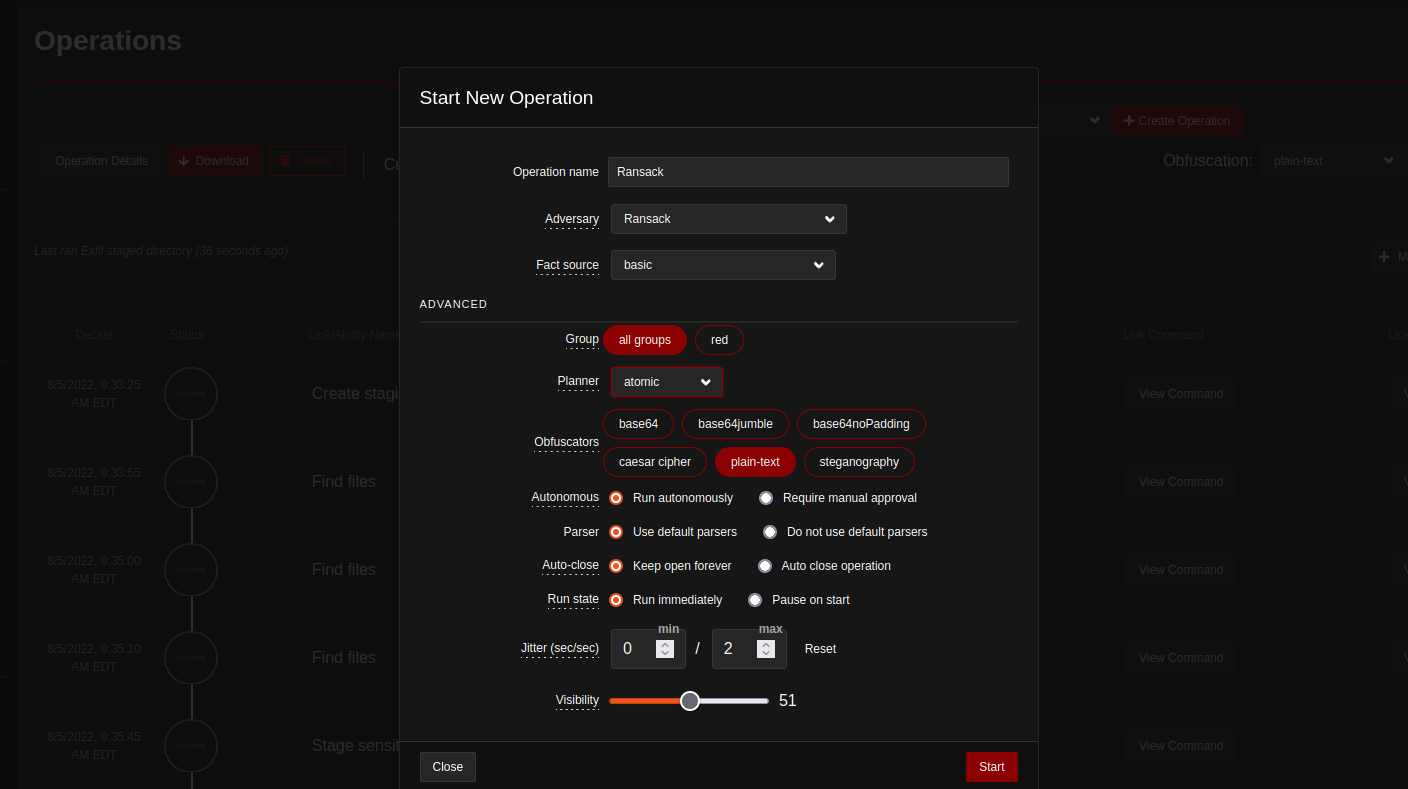 Operations
Start New Operation
Create Operation
Operation Details
Download
Delete
Cu
Obfuscation:
plain-text
Operation name
Ransack
Adversary
Ransack
Last ran Exfil staged directory (36 seconds ago)
M
Fact source
basic
ADVANCED
Decide
Status
Link/Ability Name
Link Command
Group
all groups
red
8/5/2022, 9:33:25
AM EDT
Create stagi
View Command
Planner
atomic
Obfuscators
base64
base64jumble
base64noPadding
caesar cipher
plain-text
steganography
8/5/2022, 9:33:55
AM EDT
Find files
View Command
Autonomous
Run autonomously
Require manual approval
Parser
Use default parsers
Do not use default parsers
8/5/2022, 9:35:00
AM EDT
Find files
View Command
Auto-close
Keep open forever
Auto close operation
Run state
Run immediately
Pause on start
8/5/2022, 9:35:10
AM EDT
Find files
View Command
Jitter (sec/sec)
min
0
/
max
2
Reset
Visibility
51
8/5/2022, 9:35:45
AM EDT
Stage sensit
View Command
Close
Start